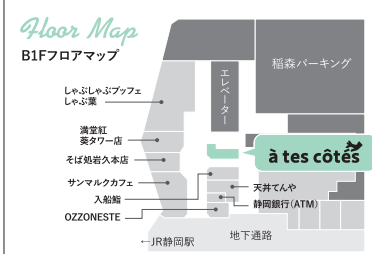 Floor Map
B1Fフロアマップ
エレベーター
稲森パーキング
しゃぶしゃぶブッフェ
しゃぶ葉
満堂紅
葵タワー店
そば処岩久本店
サンマルクカフェ
入船鮨
OZZONESTE
à tes côtés
天丼てんや
静岡銀行(ATM)
←JR静岡駅
地下通路